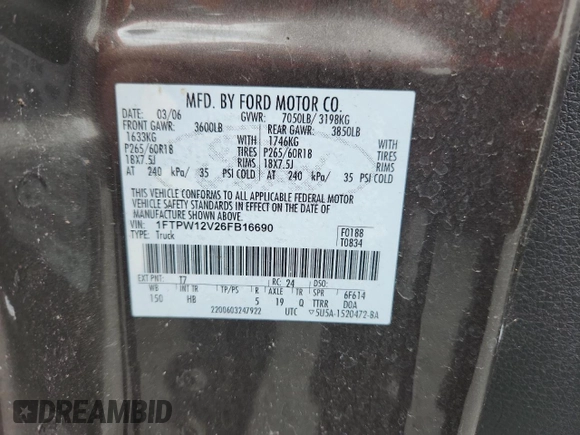 MFD. BY FORD MOTOR CO.
DATE: 03/06 GVWR: 7050LB/ 3198KG
FRONT GAWR: 3600LB REAR GAWR: 3850LB
1633KG WITH 1746KG WITH
P265/60R18 TIRES P265/60R18 TIRES
18X7.5J RIMS 18X7.5J RIMS
AT 240 kPa/ 35 PSI COLD AT 240 kPa/ 35 PSI COLD
THIS VEHICLE CONFORMS TO ALL APPLICABLE FEDERAL MOTOR
VEHICLE SAFETY STANDARDS IN EFFECT ON THE DATE OF
MANUFACTURE SHOWN ABOVE.
VIN: 1FTPW12V26FB16690 F0188
TYPE: Truck T0834
EXT PNT: T7 RC: 24 DSO:
WB INT TR TP/PS R AXLE TR SPR 6F614
150 HB 5 19 Q TTRR DOA
2200603247922 UTC 5U5A-1520472-BA
DREAMBID